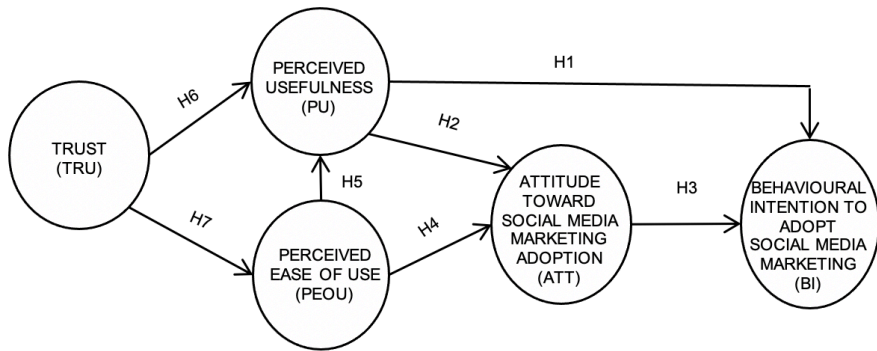 TRUST
(TRU)
H6
H7
PERCEIVED
USEFULNESS
(PU)
H5
PERCEIVED
EASE OF USE
(PEOU)
H1
H2
H4
ATTITUDE
TOWARD
SOCIAL MEDIA
MARKETING
ADOPTION
(ATT)
H3
BEHAVIOURAL
INTENTION TO
ADOPT
SOCIAL MEDIA
MARKETING
(BI)